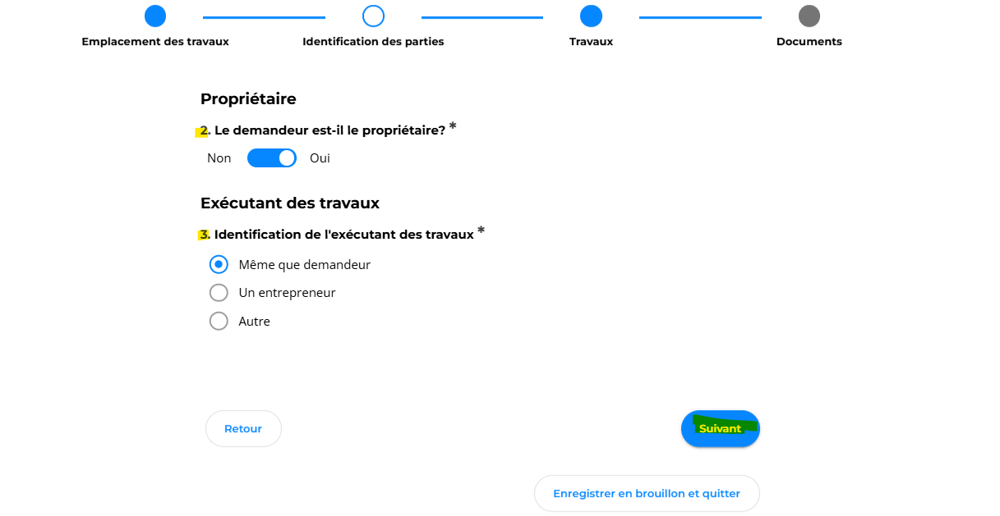 Emplacement des travaux Identification des parties Travaux Documents
Propriétaire
2. Le demandeur est-il le propriétaire? *
Non Oui
Exécutant des travaux
3. Identification de l'exécutant des travaux *
Même que demandeur
Un entrepreneur
Autre
Retour Suivant
Enregistrer en brouillon et quitter